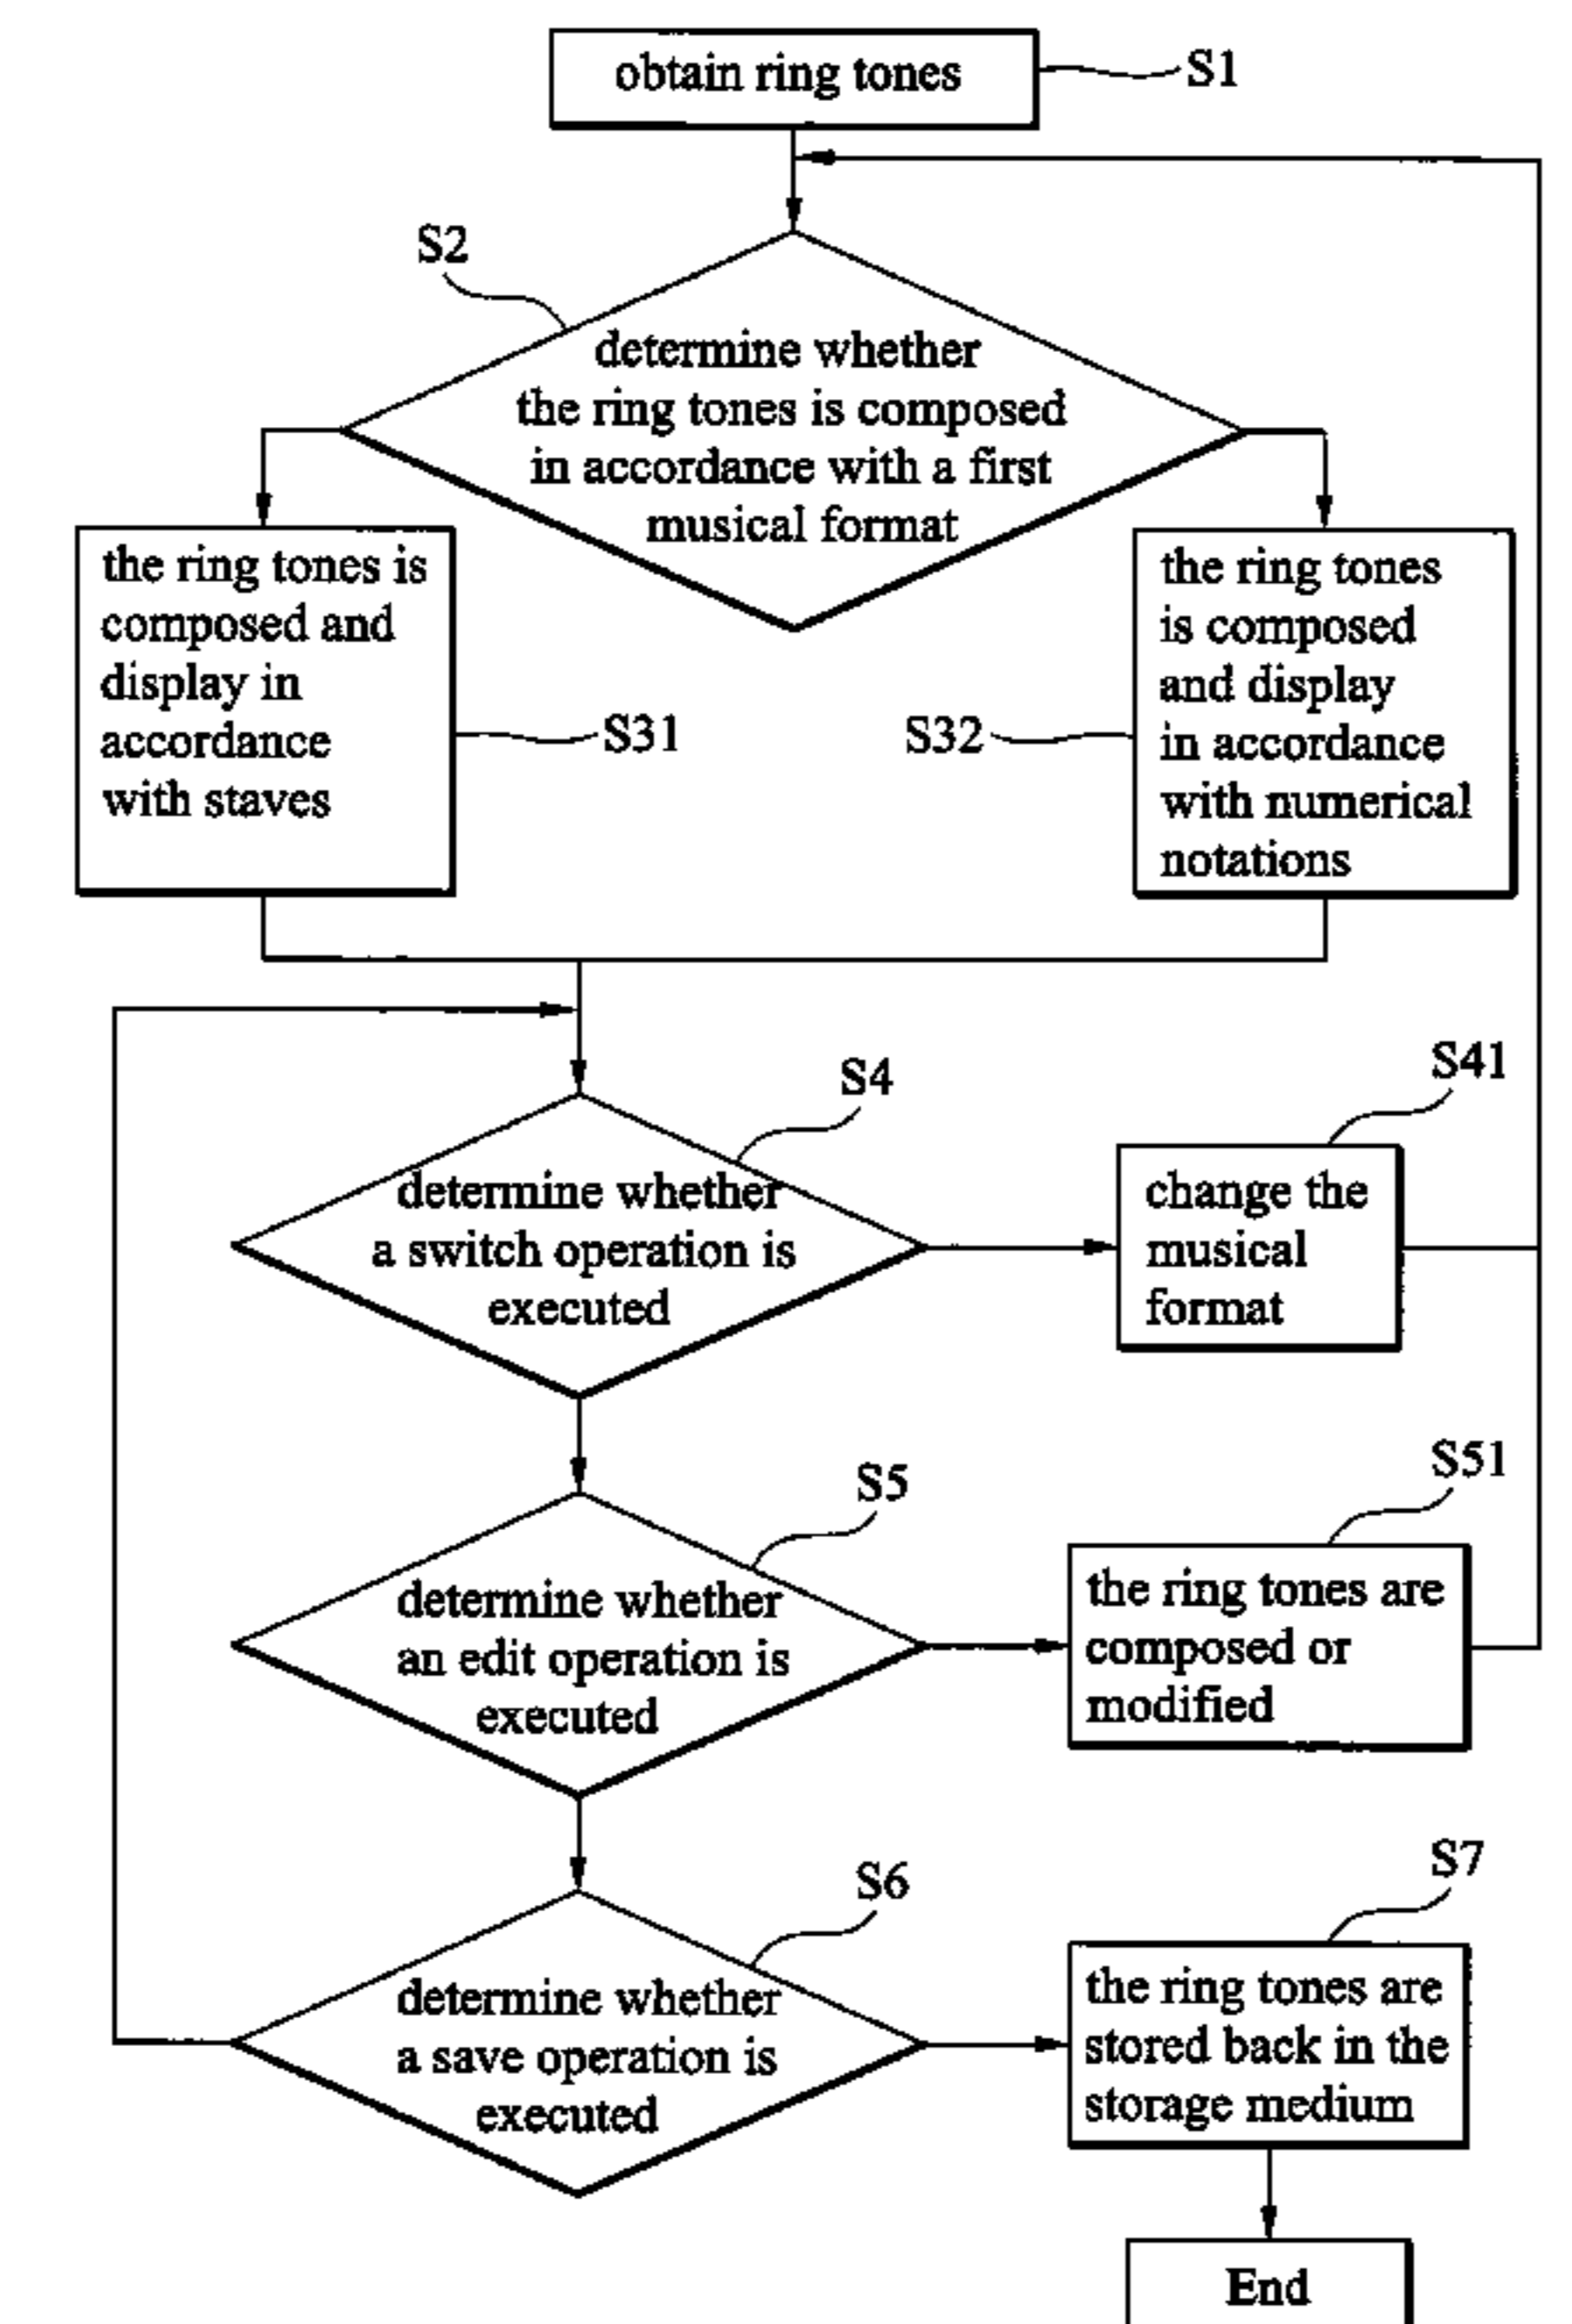 obtain ring tones
S1
S2
determine whether
the ring tones is composed
in accordance with a first
musical format
the ring tones is
composed and
display in
accordance
with staves
S31
S32
the ring tones
is composed
and display
in accordance
with numerical
notations
S4
determine whether
a switch operation is
executed
S41
change the
musical
format
S5
determine whether
an edit operation is
executed
S51
the ring tones are
composed or
modified
S6
determine whether
a save operation is
executed
S7
the ring tones are
stored back in the
storage medium
End